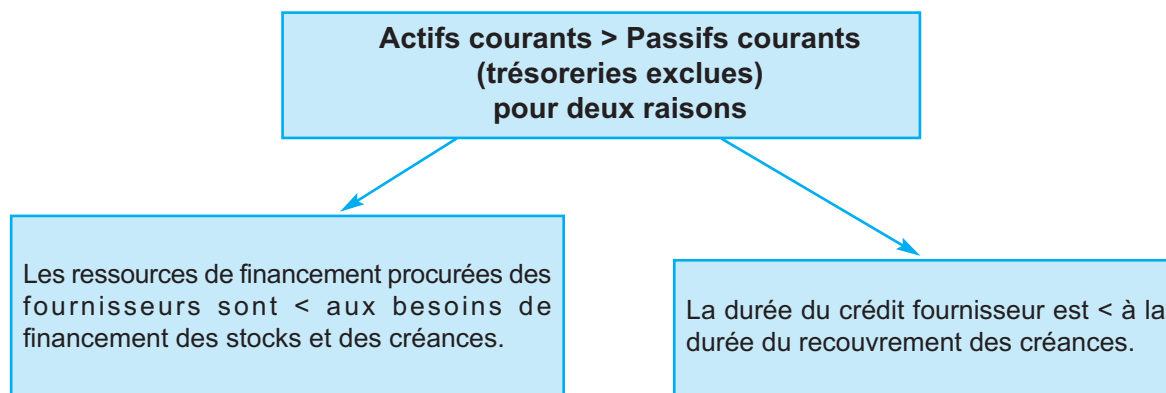 Actifs courants > Passifs courants
(trésoreries exclues)
pour deux raisons
Les ressources de financement procurées des
fournisseurs sont < aux besoins de
financement des stocks et des créances.
La durée du crédit fournisseur est < à la
durée du recouvrement des créances.